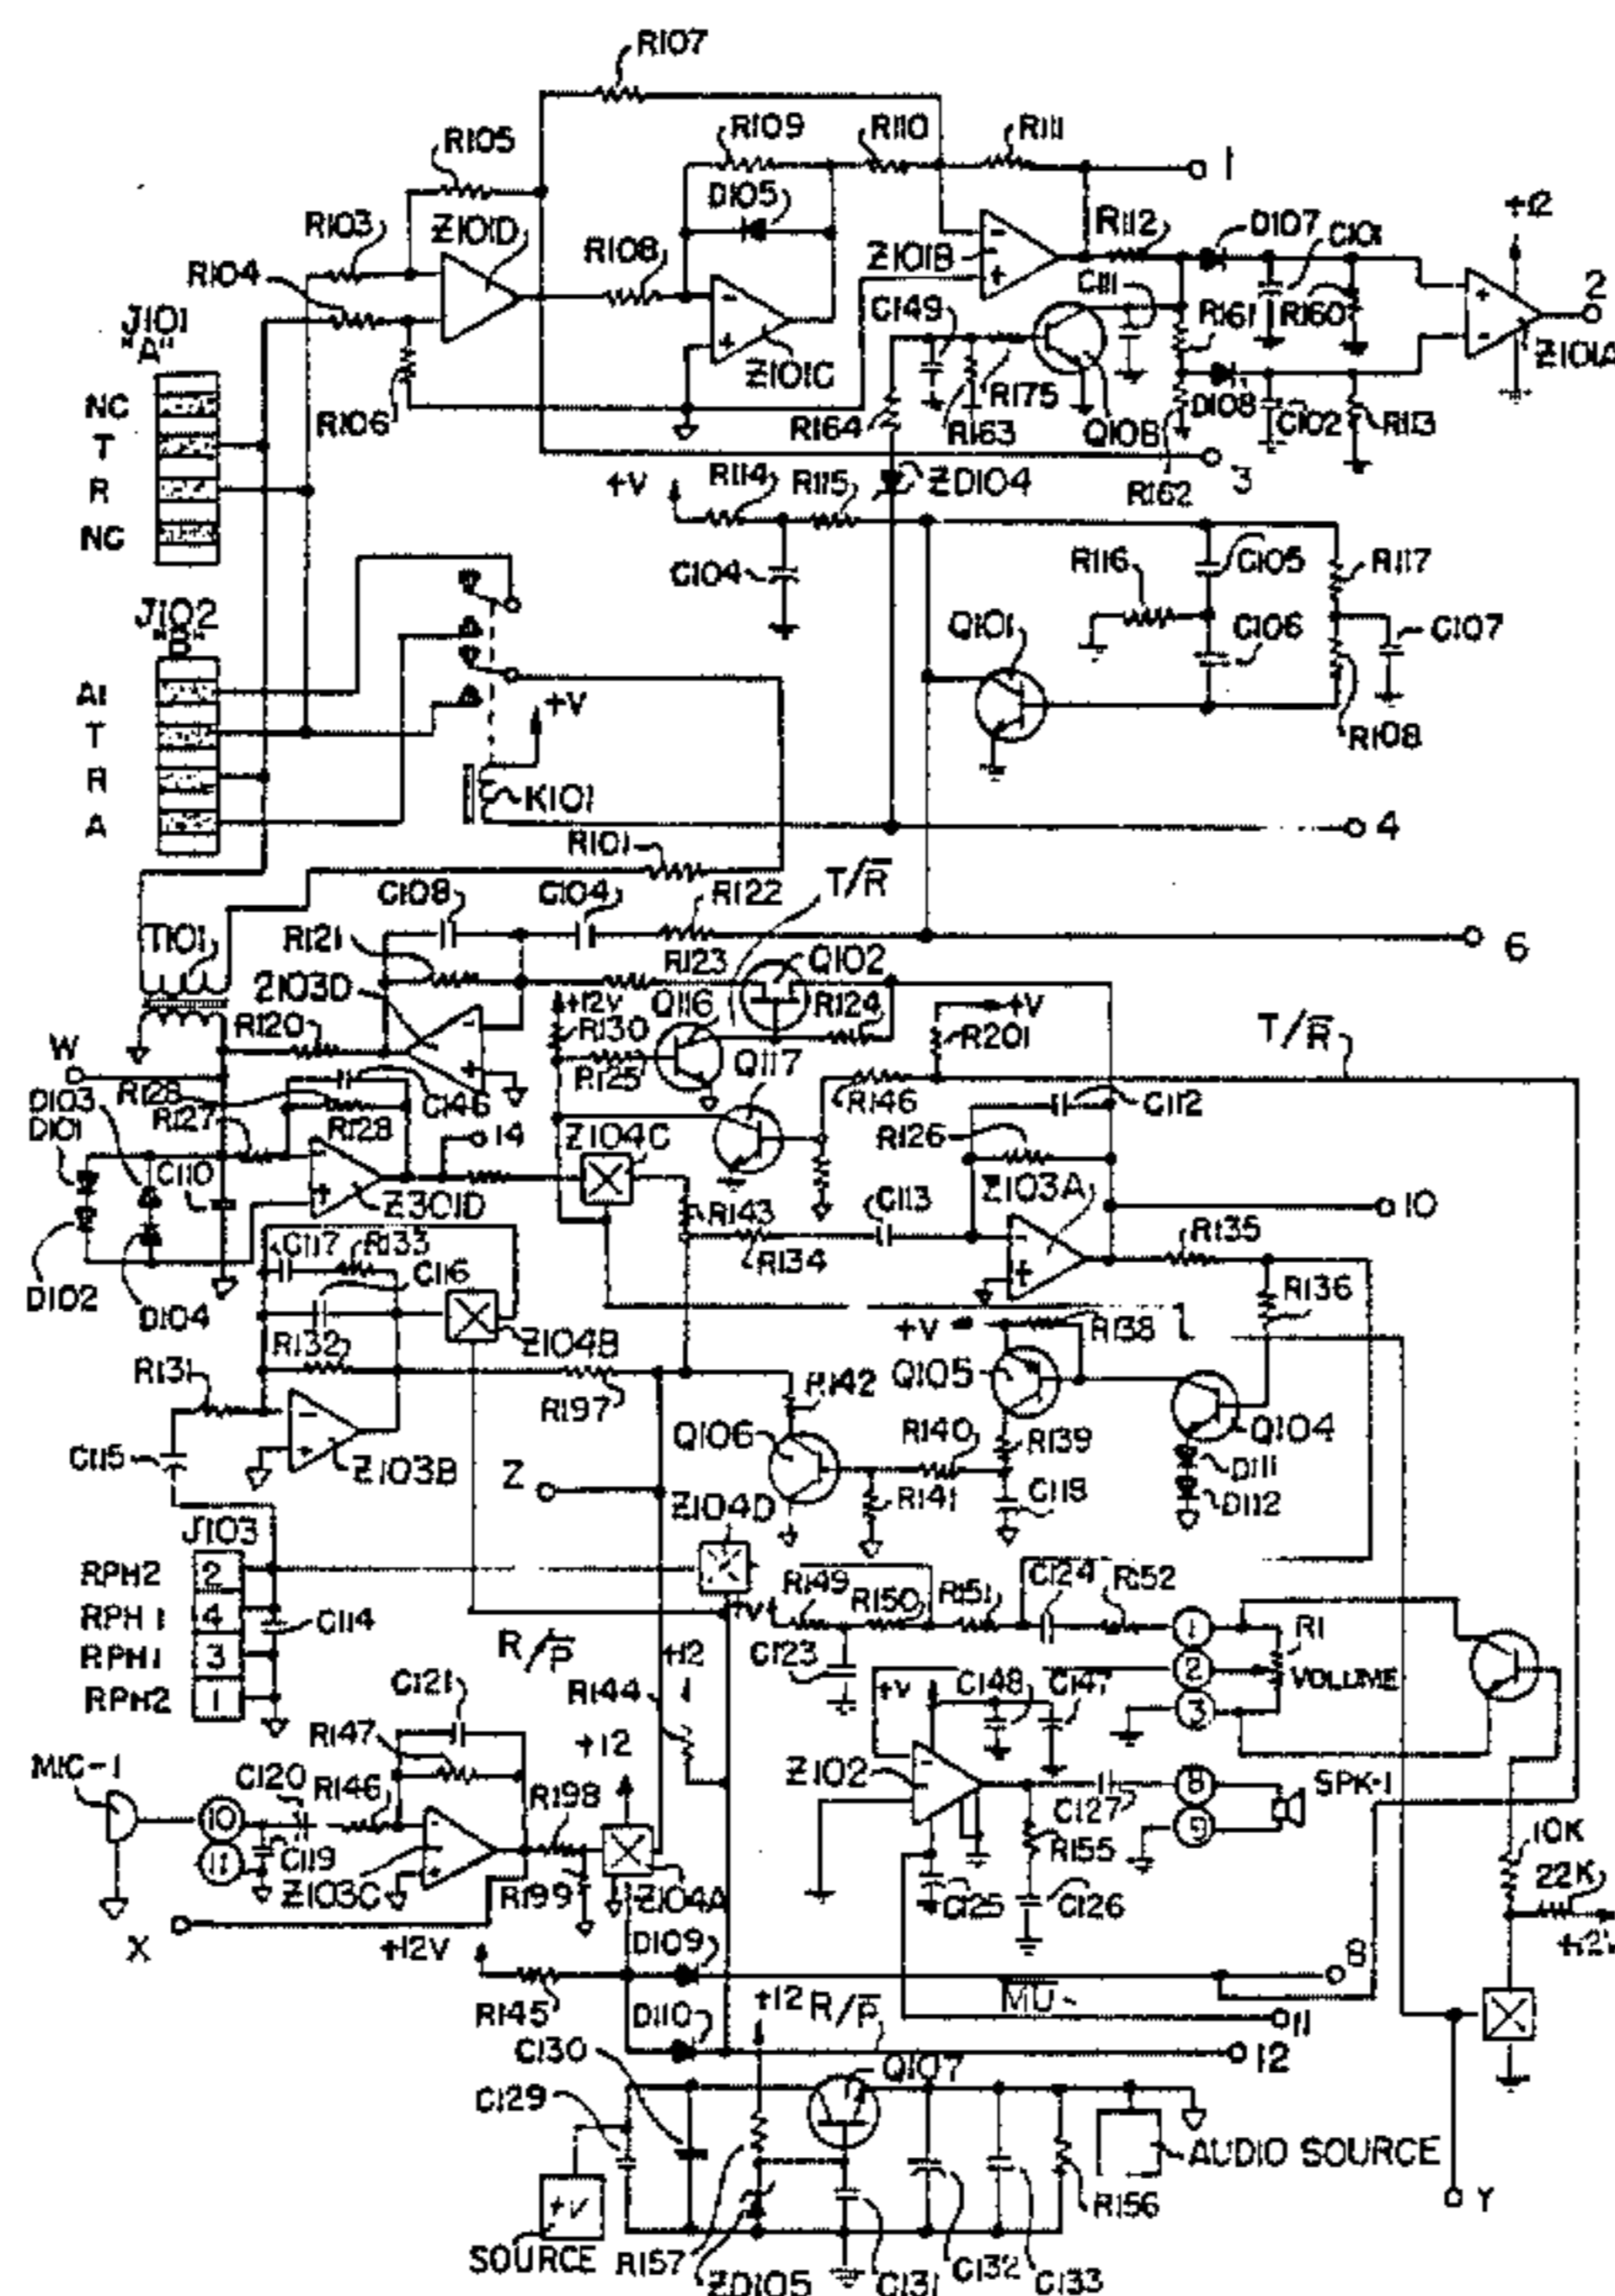 R107
R105
R109
R110
R111
1
D105
+12
R103
Z101D
R112
D107
C101
R104
R108
Z101B
2
J101
"A"
C111
C149
R161
R160
Z101A
Z101C
NC
R106
R175
D108
C102
R113
T
R164
R163
Q108
R
R114
R115
ZD104
3
+V
R162
NC
C104
R116
C105
R117
J102
"B"
Q101
C106
C107
A1
+V
T
R108
R
K101
A
4
R101
C108
C104
R122
T/R
T101
R121
R123
Q102
6
Z103D
+12V
Q116
R124
+V
R120
R130
R201
T/R
W
Q117
R125
R128
C146
R146
C112
D103
R127
D101
R128
14
Z104C
R126
C110
Z301D
R143
C113
Z103A
10
C117
R133
R134
R135
D102
C116
R136
D104
+V
R138
R132
Z104B
R131
R142
Q105
R197
Q106
R140
R139
Q104
C115
Z103B
Z
D111
R141
C118
D112
Z104D
J103
RPH2
2
R149
C124
R152
RPH1
4
C114
+V
R150
R151
1
R1
RPH1
3
R/P
+12
C123
2
VOLUME
RPH2
1
C121
R144
+V
C148
C147
3
R147
+12
MIC-1
C120
R146
R198
Z102
8
SPK-1
10
C127
9
10K
11
C119
R155
22K
Z103C
R199
Z104A
C125
C126
X
+12V
D109
8
+12V
R145
MU
D110
+12
R/P
11
C130
12
Q107
C129
AUDIO SOURCE
+V
R156
Y
SOURCE
R157
ZD105
C131
C132
C133